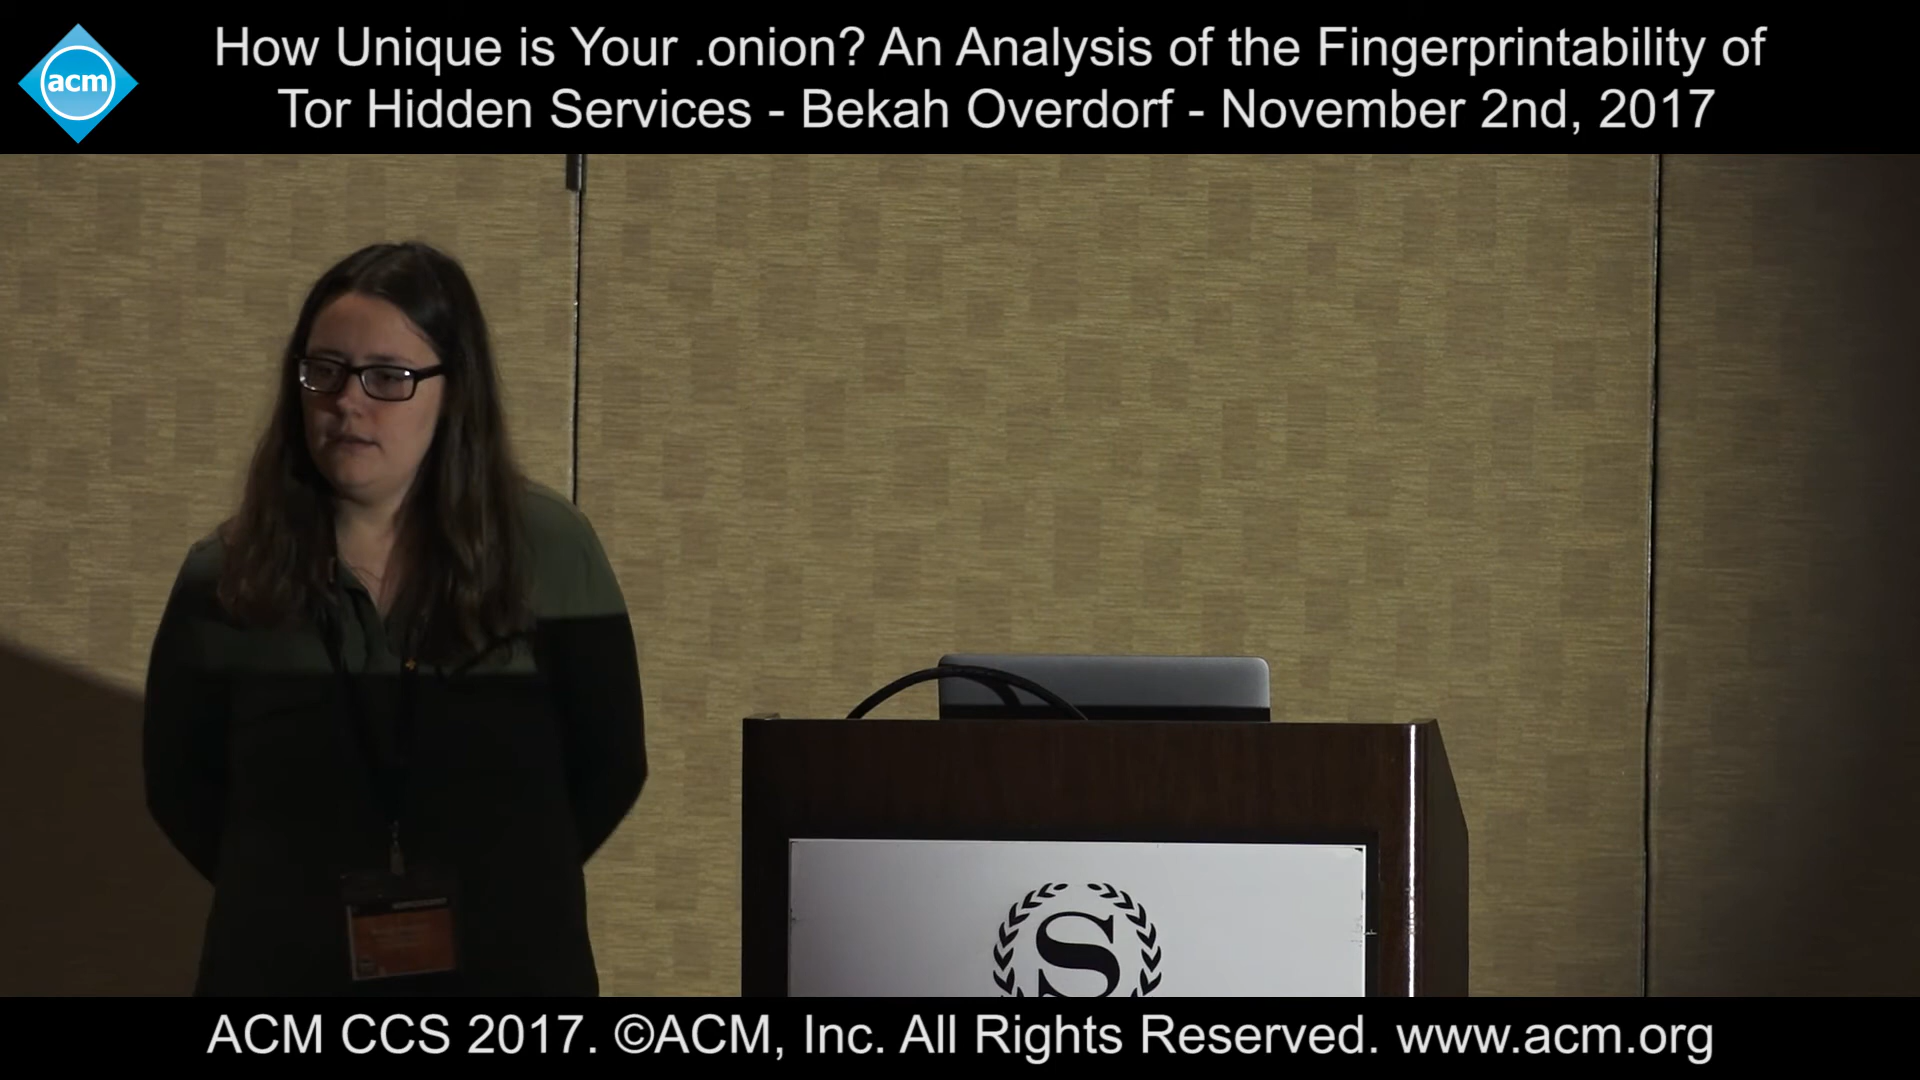 acm
How Unique is Your .onion? An Analysis of the Fingerprintability of
Tor Hidden Services - Bekah Overdorf - November 2nd, 2017
S
ACM CCS 2017. ©ACM, Inc. All Rights Reserved. www.acm.org